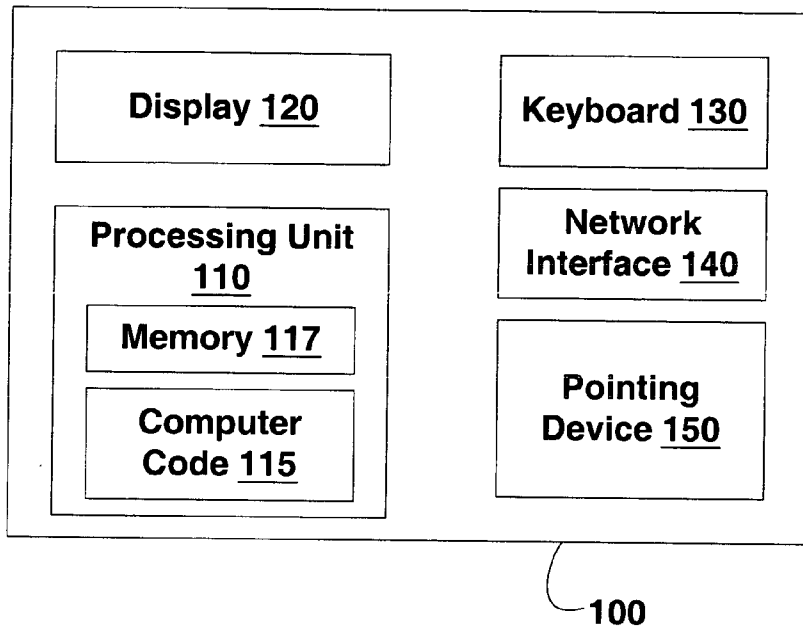 Display 120
Keyboard 130
Processing Unit
110
Memory 117
Computer
Code 115
Network
Interface 140
Pointing
Device 150
100